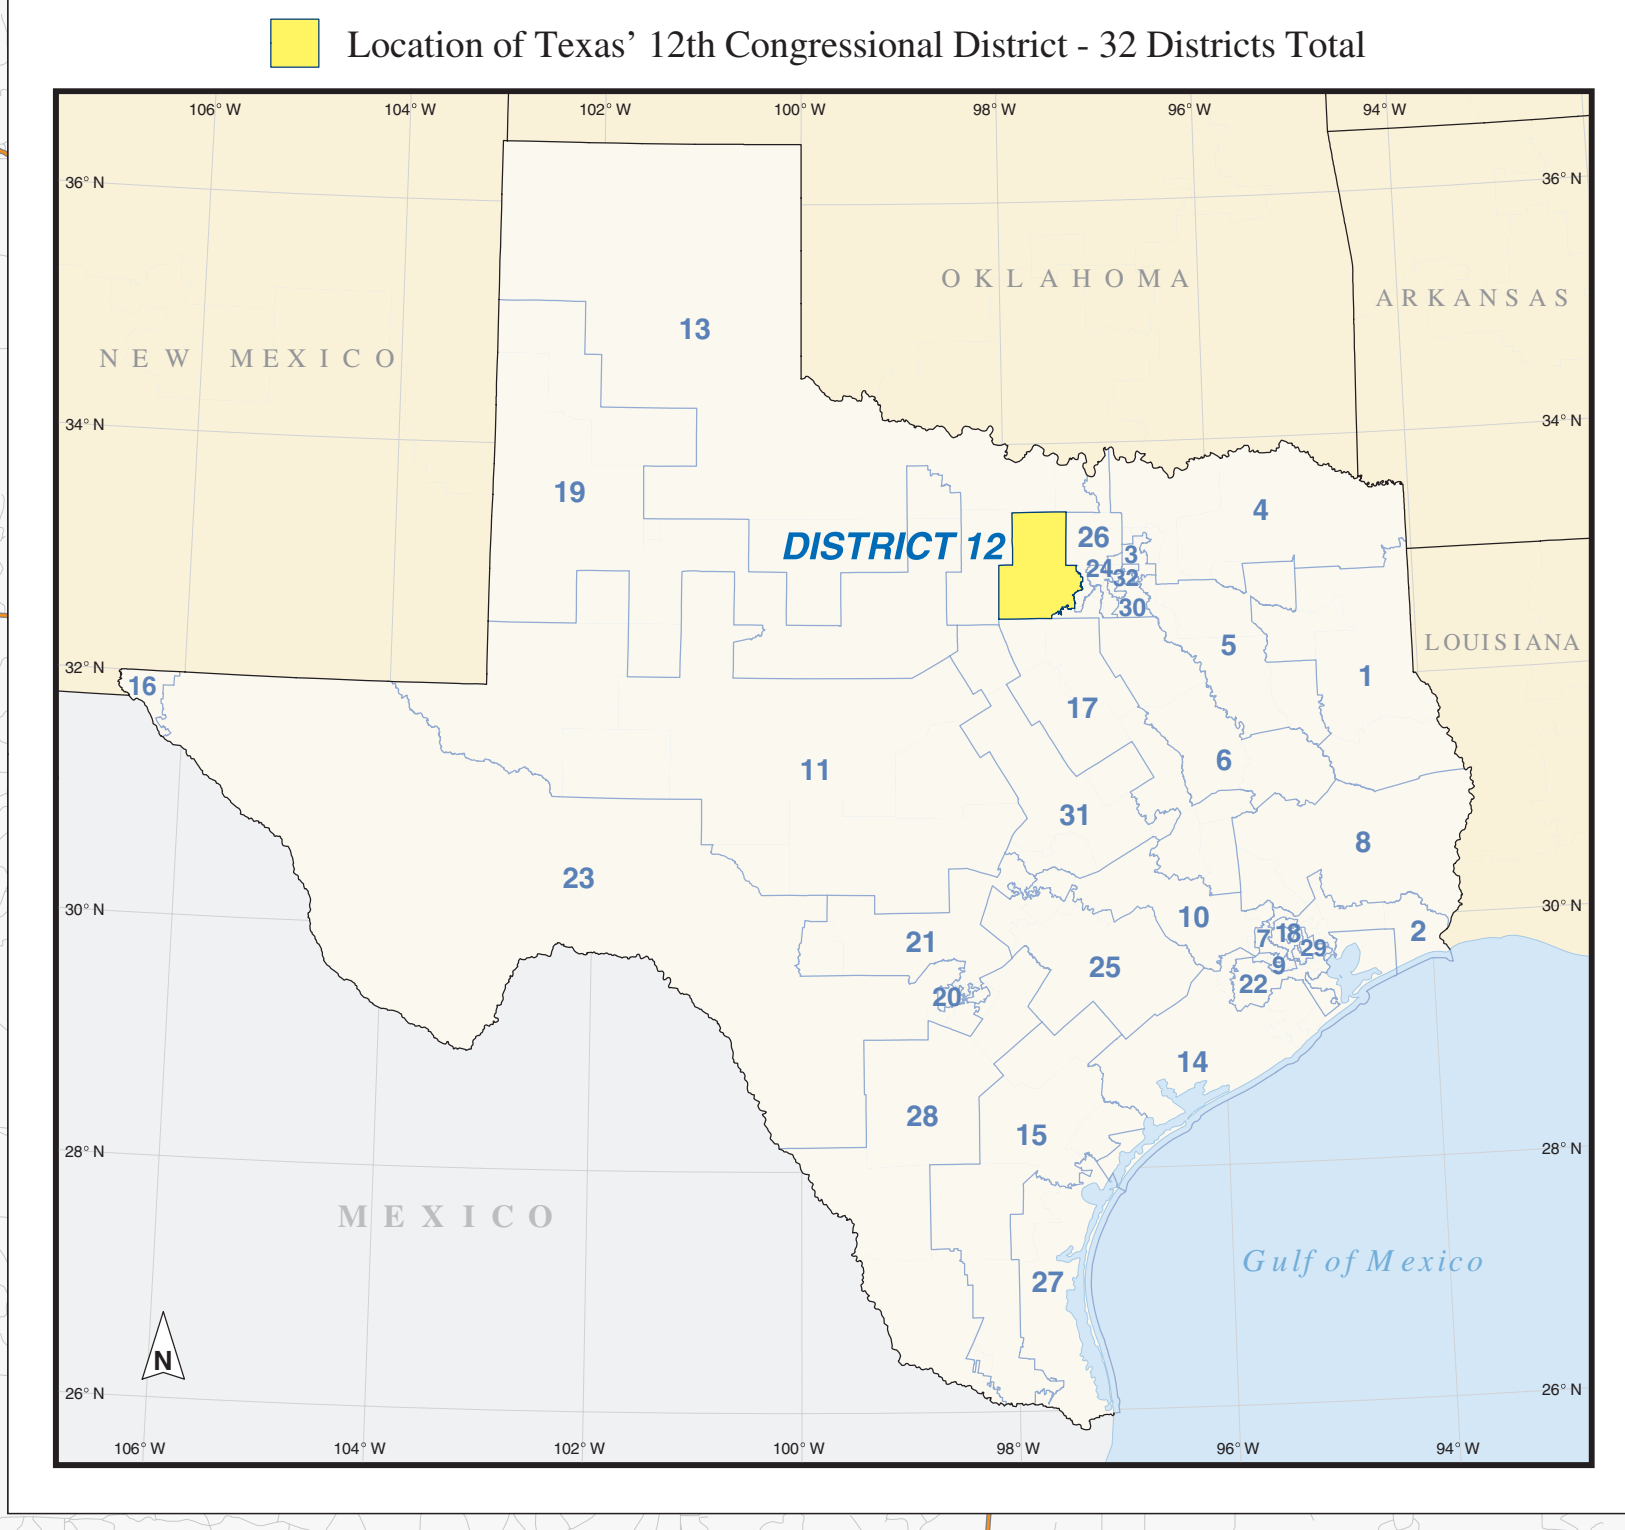 Location of Texas’ 12th Congressional District - 32 Districts Total
106° W 104° W 102° W 100° W 98° W 96° W 94° W
36° N 36° N
OKLAHOMA
ARKANSAS
13
NEW MEXICO
34° N 34° N
19
4
26
DISTRICT 12
3
24
32
30
5
LOUISIANA
32° N
16
1
17
6
11
31
8
23
30° N 30° N
10
2
7
18
29
21
9
25
22
20
14
28
15
28° N 28° N
MEXICO
Gulf of Mexico
27
N
26° N 26° N
106° W 104° W 102° W 100° W 98° W 96° W 94° W